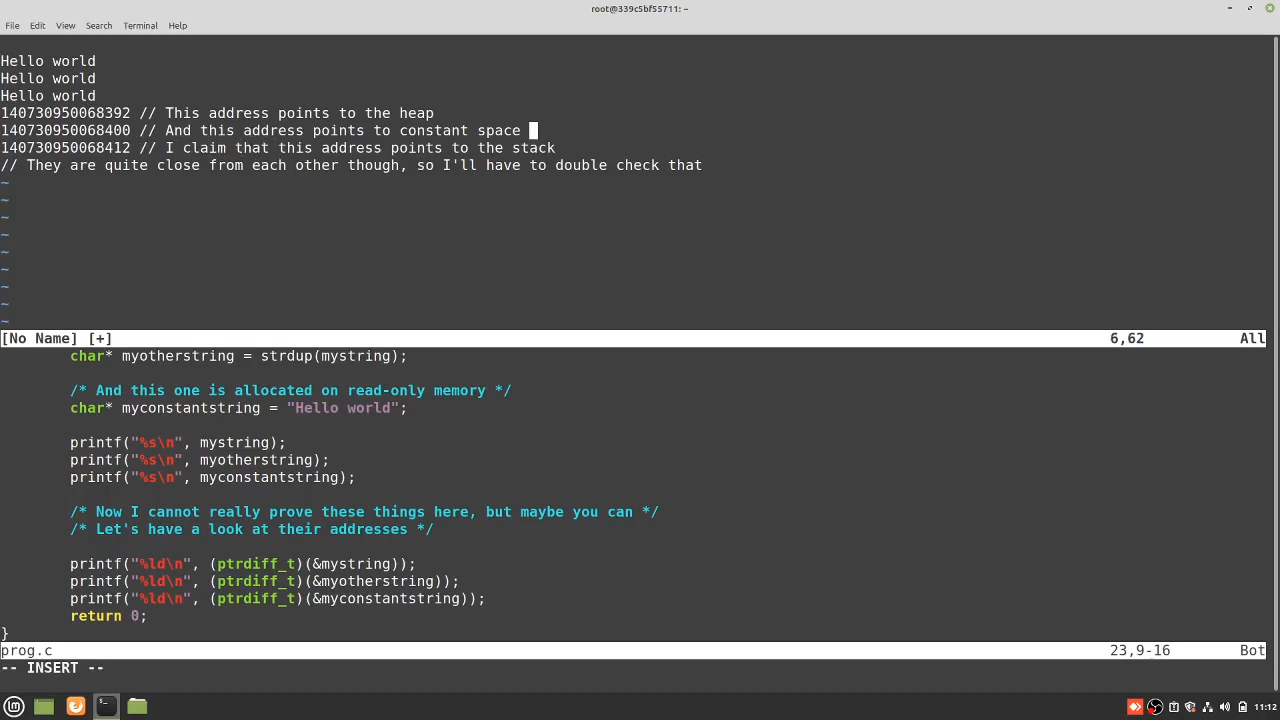 root@339c5bf55711: ~
File Edit View Search Terminal Help
Hello world
Hello world
Hello world
140730950068392 // This address points to the heap
140730950068400 // And this address points to constant space
140730950068412 // I claim that this address points to the stack
// They are quite close from each other though, so I'll have to double check that
~
~
~
~
~
~
~
~
~
[No Name] [+] 6,62 All
char* myotherstring = strdup(mystring);
/* And this one is allocated on read-only memory */
char* myconstantstring = "Hello world";
printf("%s\n", mystring);
printf("%s\n", myotherstring);
printf("%s\n", myconstantstring);
/* Now I cannot really prove these things here, but maybe you can */
/* Let's have a look at their addresses */
printf("%ld\n", (ptrdiff_t)(&mystring));
printf("%ld\n", (ptrdiff_t)(&myotherstring));
printf("%ld\n", (ptrdiff_t)(&myconstantstring));
return 0;
}
prog.c 23,9-16 Bot
-- INSERT --
11:12